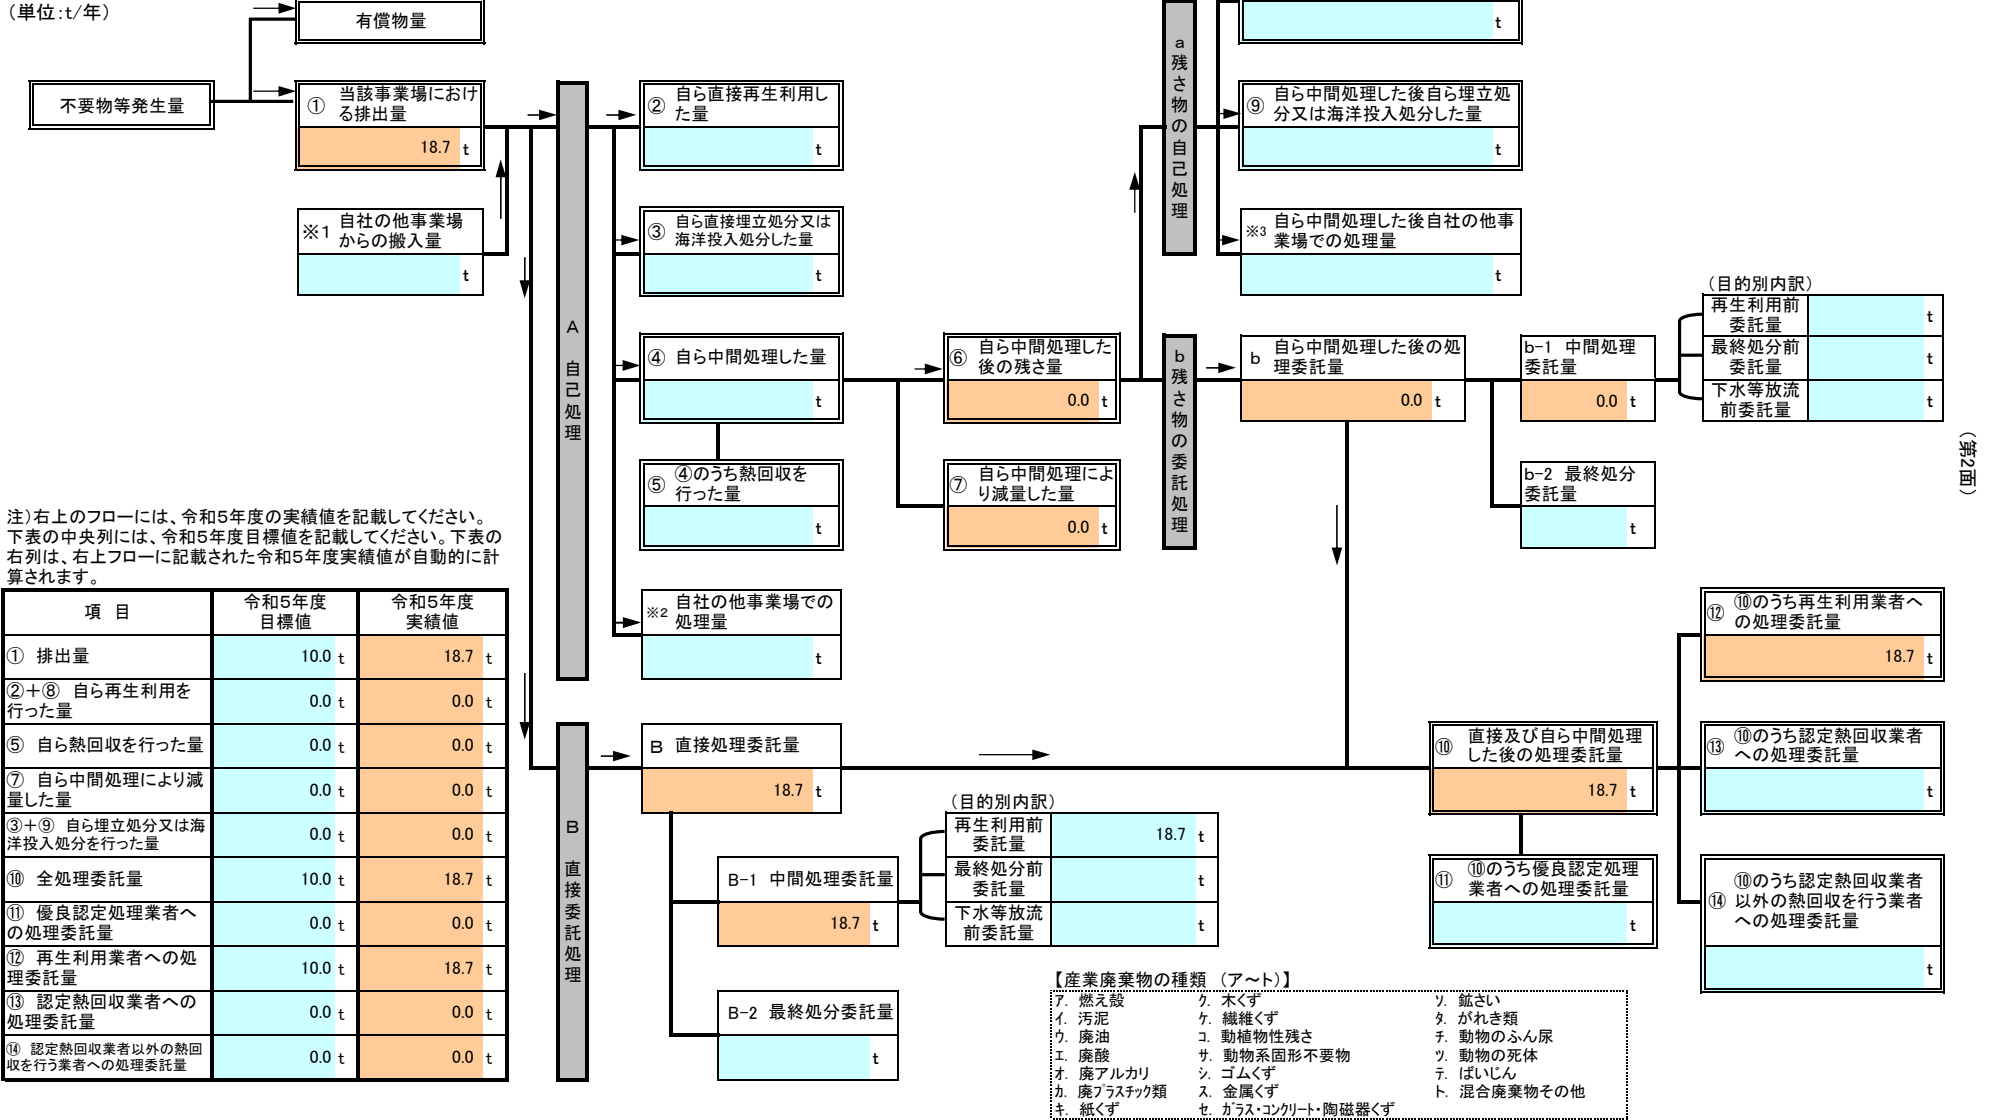 （単位：t/年）
有償物量
不要物等発生量
① 当該事業場におけ
る排出量
18.7 t
※1 自社の他事業場
からの搬入量
t
A 自己処理
② 自ら直接再生利用し
た量
t
③ 自ら直接埋立処分又は
海洋投入処分した量
t
④ 自ら中間処理した量
t
⑤ ④のうち熱回収を
行った量
t
※2 自社の他事業場での
処理量
t
⑥ 自ら中間処理した
後の残さ量
0.0 t
⑦ 自ら中間処理によ
り減量した量
0.0 t
a 残さ物の自己処理
t
⑨ 自ら中間処理した後自ら埋立処
分又は海洋投入処分した量
t
※3 自ら中間処理した後自社の他事
業場での処理量
t
b 残さ物の委託処理
b 自ら中間処理した後の処
理委託量
0.0 t
b-1 中間処理
委託量
0.0 t
b-2 最終処分
委託量
t
（目的別内訳）
再生利用前
委託量 t
最終処分前
委託量 t
下水等放流
前委託量 t
（第2面）
注）右上のフローには、令和5年度の実績値を記載してください。
下表の中央列には、令和5年度目標値を記載してください。下表の
右列は、右上フローに記載された令和5年度実績値が自動的に計
算されます。
項 目 令和5年度 目標値 令和5年度 実績値
① 排出量 10.0 t 18.7 t
②＋⑧ 自ら再生利用を
行った量 0.0 t 0.0 t
⑤ 自ら熱回収を行った量 0.0 t 0.0 t
⑦ 自ら中間処理により減
量した量 0.0 t 0.0 t
③＋⑨ 自ら埋立処分又は海
洋投入処分を行った量 0.0 t 0.0 t
⑩ 全処理委託量 10.0 t 18.7 t
⑪ 優良認定処理業者へ
の処理委託量 0.0 t 0.0 t
⑫ 再生利用業者への処
理委託量 10.0 t 18.7 t
⑬ 認定熱回収業者への
処理委託量 0.0 t 0.0 t
⑭ 認定熱回収業者以外の熱回
収を行う業者への処理委託量 0.0 t 0.0 t
B 直接委託処理
B 直接処理委託量
18.7 t
B-1 中間処理委託量
18.7 t
B-2 最終処分委託量
t
（目的別内訳）
再生利用前
委託量 18.7 t
最終処分前
委託量 t
下水等放流
前委託量 t
⑩ 直接及び自ら中間処理
した後の処理委託量
18.7 t
⑪ ⑩のうち優良認定処理
業者への処理委託量
t
⑫ ⑩のうち再生利用業者へ
の処理委託量
18.7 t
⑬ ⑩のうち認定熱回収業者
への処理委託量
t
⑭ ⑩のうち認定熱回収業者
以外の熱回収を行う業者
への処理委託量
t
【産業廃棄物の種類 （ア～ト）】
ア. 燃え殻 ク. 木くず ソ. 鉱さい
イ. 汚泥 ケ. 繊維くず タ. がれき類
ウ. 廃油 コ. 動植物性残さ チ. 動物のふん尿
エ. 廃酸 サ. 動物系固形不要物 ツ. 動物の死体
オ. 廃アルカリ シ. ゴムくず テ. ばいじん
カ. 廃プラスチック類 ス. 金属くず ト. 混合廃棄物その他
キ. 紙くず セ. ガラス・コンクリート・陶磁器くず